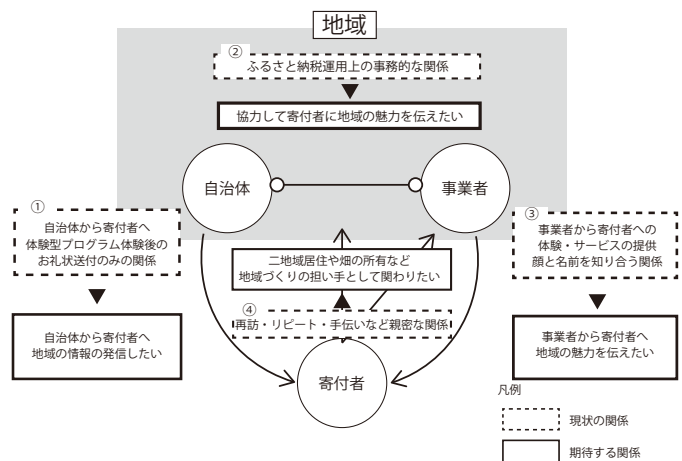 地域
②
ふるさと納税運用上の事務的な関係
協力して寄付者に地域の魅力を伝えたい
自治体
事業者
①
自治体から寄付者へ
体験型プログラム体験後の
お礼状送付のみの関係
自治体から寄付者へ
地域の情報の発信したい
③
事業者から寄付者への
体験・サービスの提供
顔と名前を知り合う関係
事業者から寄付者へ
地域の魅力を伝えたい
二地域居住や畑の所有など
地域づくりの担い手として関わりたい
④
再訪・リピート・手伝いなど親密な関係
寄付者
凡例
現状の関係
期待する関係